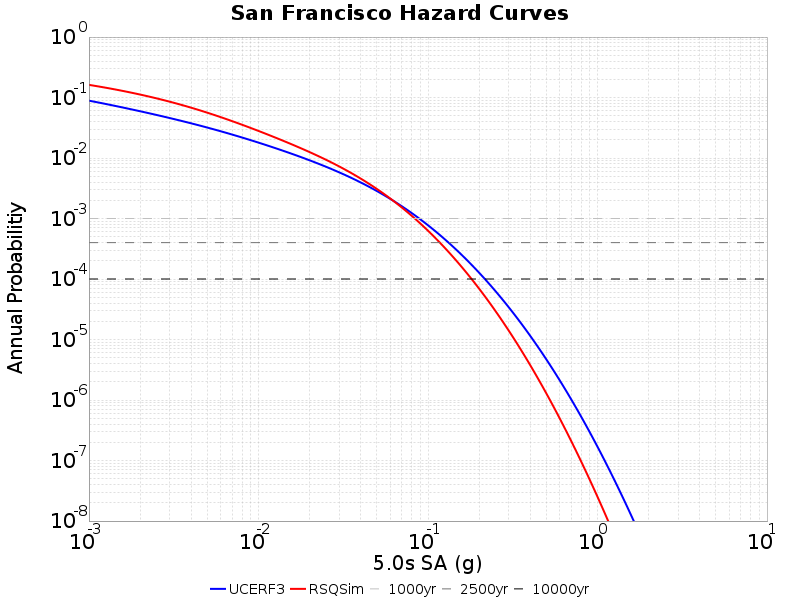 San Francisco Hazard Curves
Annual Probabilitiy
10^0
10^-1
10^-2
10^-3
10^-4
10^-5
10^-6
10^-7
10^-8
10^-3 10^-2 10^-1 10^0 10^1
5.0s SA (g)
UCERF3 RSQSim 1000yr 2500yr 10000yr